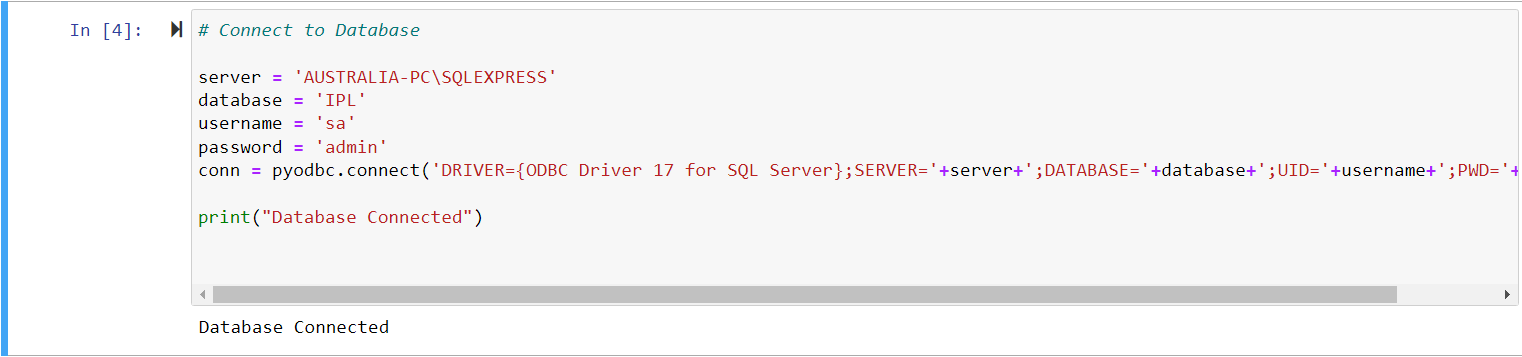 In [4]:
# Connect to Database
server = 'AUSTRALIA-PC\SQLEXPRESS'
database = 'IPL'
username = 'sa'
password = 'admin'
conn = pyodbc.connect('DRIVER={ODBC Driver 17 for SQL Server};SERVER='+server+';DATABASE='+database+';UID='+username+';PWD='+
print("Database Connected")
Database Connected